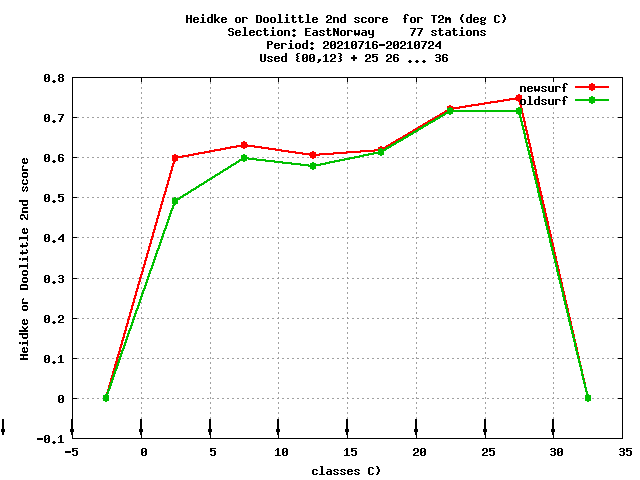 Heidke or Doolittle 2nd score  for T2m (deg C)
Selection: EastNorway     77 stations
Period: 20210716-20210724
Used {00,12} + 25 26 ... 36
newsurf
oldsurf
Heidke or Doolittle 2nd score
0.8
0.7
0.6
0.5
0.4
0.3
0.2
0.1
0
-0.1
-5 0 5 10 15 20 25 30 35
classes C)